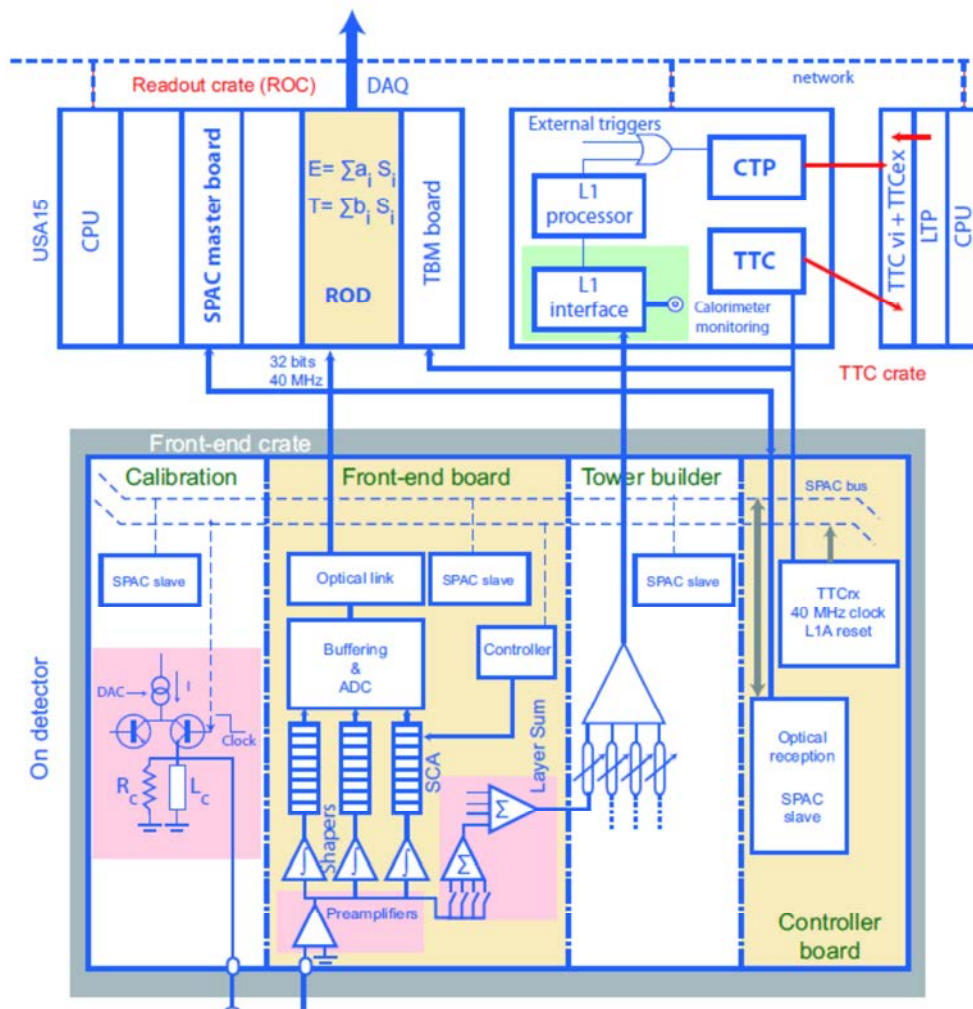 Readout crate (ROC)
DAQ
network
USA15
CPU
SPAC master board
E= ∑aᵢ Sᵢ
T= ∑bᵢ Sᵢ
ROD
TBM board
External triggers
L1
processor
L1
interface
Calorimeter
monitoring
CTP
TTC
TTC vi + TTCex
LTP
CPU
TTC crate
32 bits
40 MHz
Front-end crate
On detector
Calibration
Front-end board
Tower builder
SPAC bus
SPAC slave
Optical link
SPAC slave
SPAC slave
TTCrx
40 MHz clock
L1A reset
Buffering
&
ADC
Controller
DAC
I
Clock
R_C
L_C
SCA
Layer Sum
Shapers
∫
∫
∫
Σ
Σ
Preamplifiers
Optical
reception
SPAC
slave
Controller
board